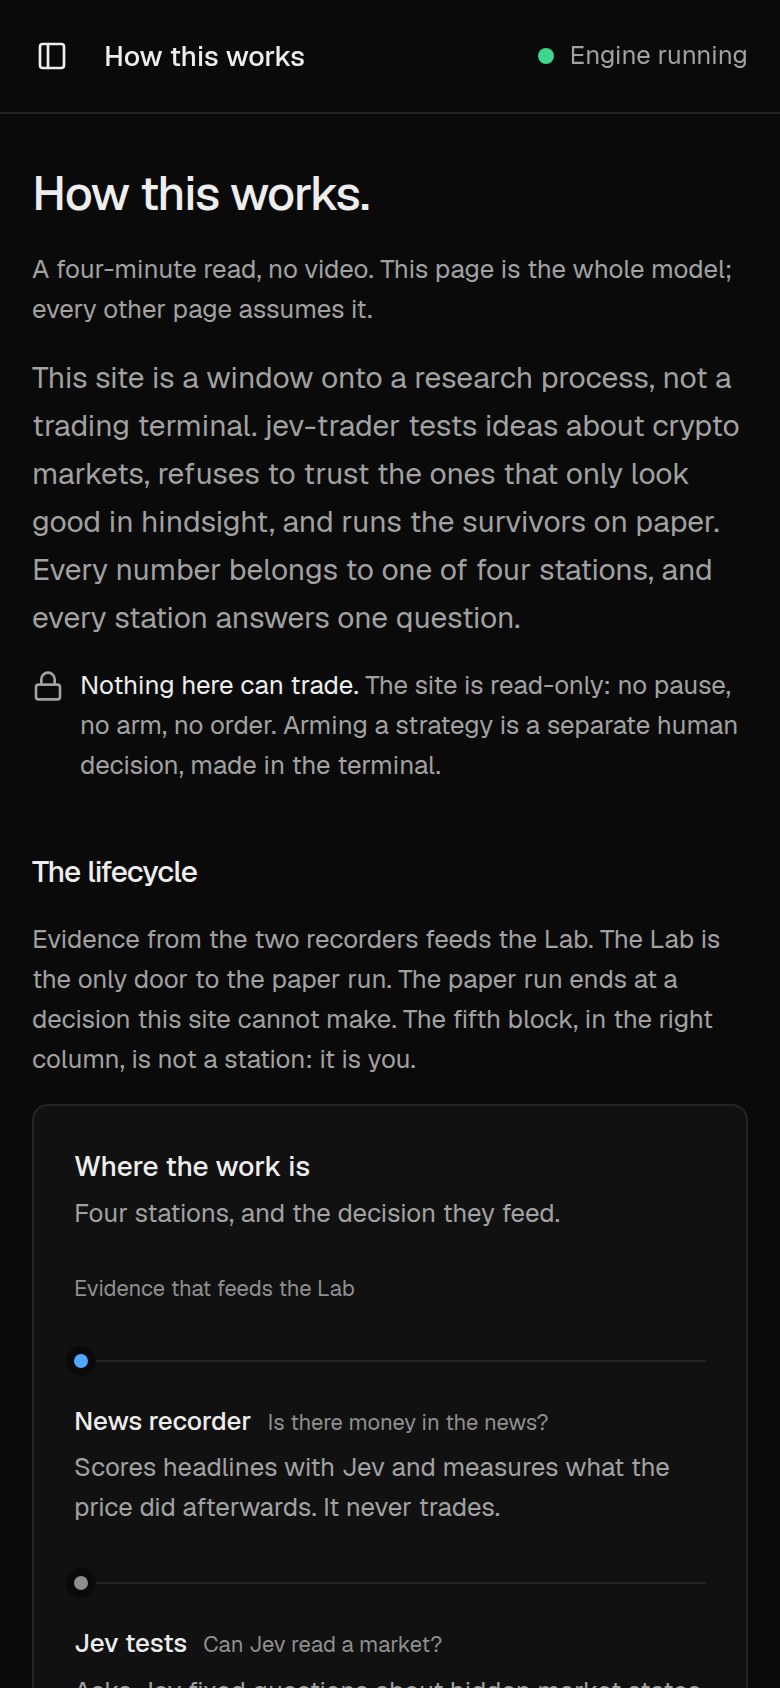 How this works
Engine running
How this works.
A four-minute read, no video. This page is the whole model;
every other page assumes it.
This site is a window onto a research process, not a
trading terminal. jev-trader tests ideas about crypto
markets, refuses to trust the ones that only look
good in hindsight, and runs the survivors on paper.
Every number belongs to one of four stations, and
every station answers one question.
Nothing here can trade. The site is read-only: no pause,
no arm, no order. Arming a strategy is a separate human
decision, made in the terminal.
The lifecycle
Evidence from the two recorders feeds the Lab. The Lab is
the only door to the paper run. The paper run ends at a
decision this site cannot make. The fifth block, in the right
column, is not a station: it is you.
Where the work is
Four stations, and the decision they feed.
Evidence that feeds the Lab
News recorder Is there money in the news?
Scores headlines with Jev and measures what the
price did afterwards. It never trades.
Jev tests Can Jev read a market?
Asks Jev fixed questions about hidden market states